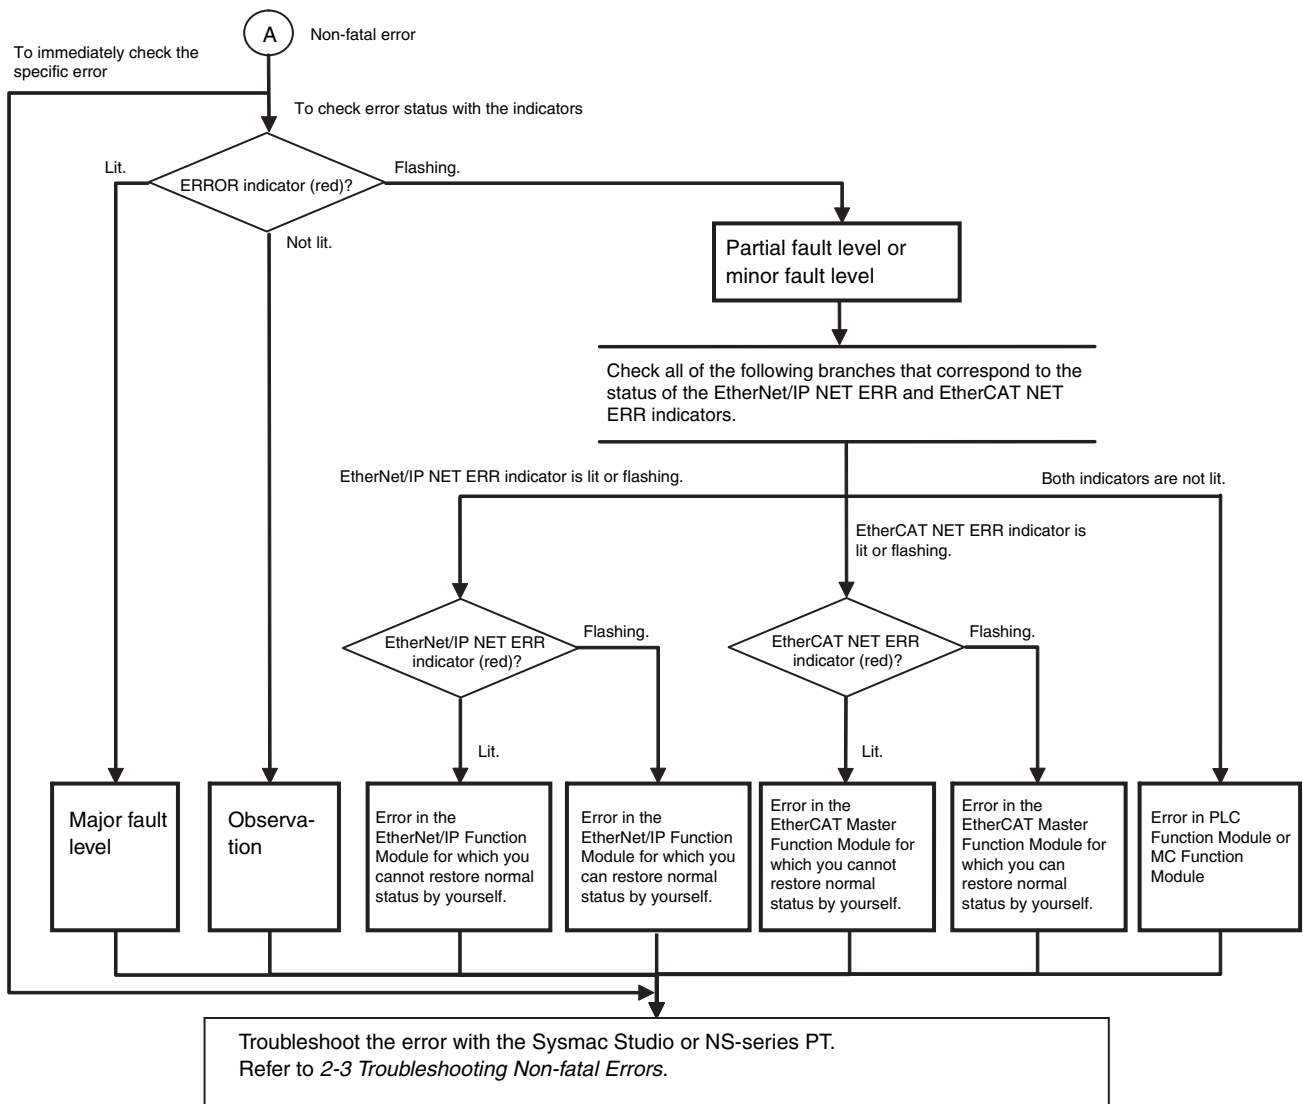 A
Non-fatal error
To immediately check the
specific error
To check error status with the indicators
Lit.
ERROR indicator (red)?
Flashing.
Not lit.
Partial fault level or
minor fault level
Check all of the following branches that correspond to the
status of the EtherNet/IP NET ERR and EtherCAT NET
ERR indicators.
EtherNet/IP NET ERR indicator is lit or flashing.
Both indicators are not lit.
EtherCAT NET ERR indicator is
lit or flashing.
EtherNet/IP NET ERR
indicator (red)?
Flashing.
EtherCAT NET ERR
indicator (red)?
Flashing.
Lit.
Lit.
Major fault
level
Observa-
tion
Error in the
EtherNet/IP Function
Module for which you
cannot restore normal
status by yourself.
Error in the
EtherNet/IP Function
Module for which you
can restore normal
status by yourself.
Error in the
EtherCAT Master
Function Module for
which you cannot
restore normal
status by yourself.
Error in the
EtherCAT Master
Function Module for
which you can
restore normal
status by yourself.
Error in PLC
Function Module or
MC Function
Module
Troubleshoot the error with the Sysmac Studio or NS-series PT.
Refer to 2-3 Troubleshooting Non-fatal Errors.